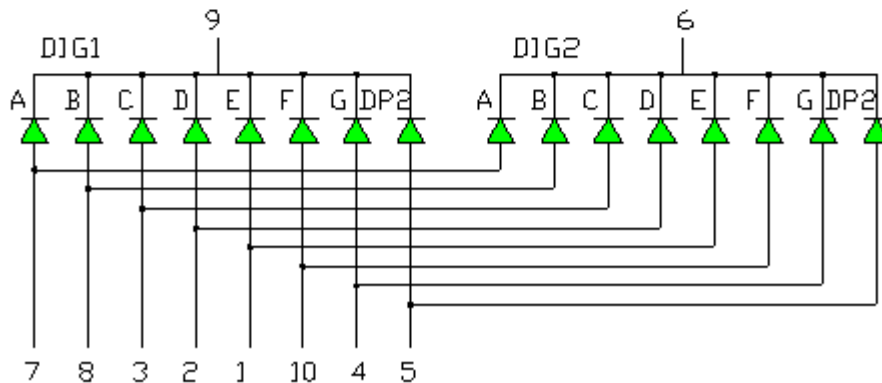 9 6
DIG1 DIG2
A B C D E F G DP2 A B C D E F G DP2
7 8 3 2 1 10 4 5